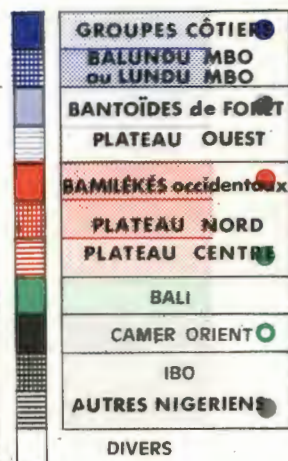 GROUPES CÔTIERS
BALUNDU MBO
ou LUNDU MBO
BANTOÏDES de FORÊT
PLATEAU OUEST
BAMILÉKÉS occidentaux
PLATEAU NORD
PLATEAU CENTRE
BALI
CAMER ORIENT
IBO
AUTRES NIGERIENS
DIVERS